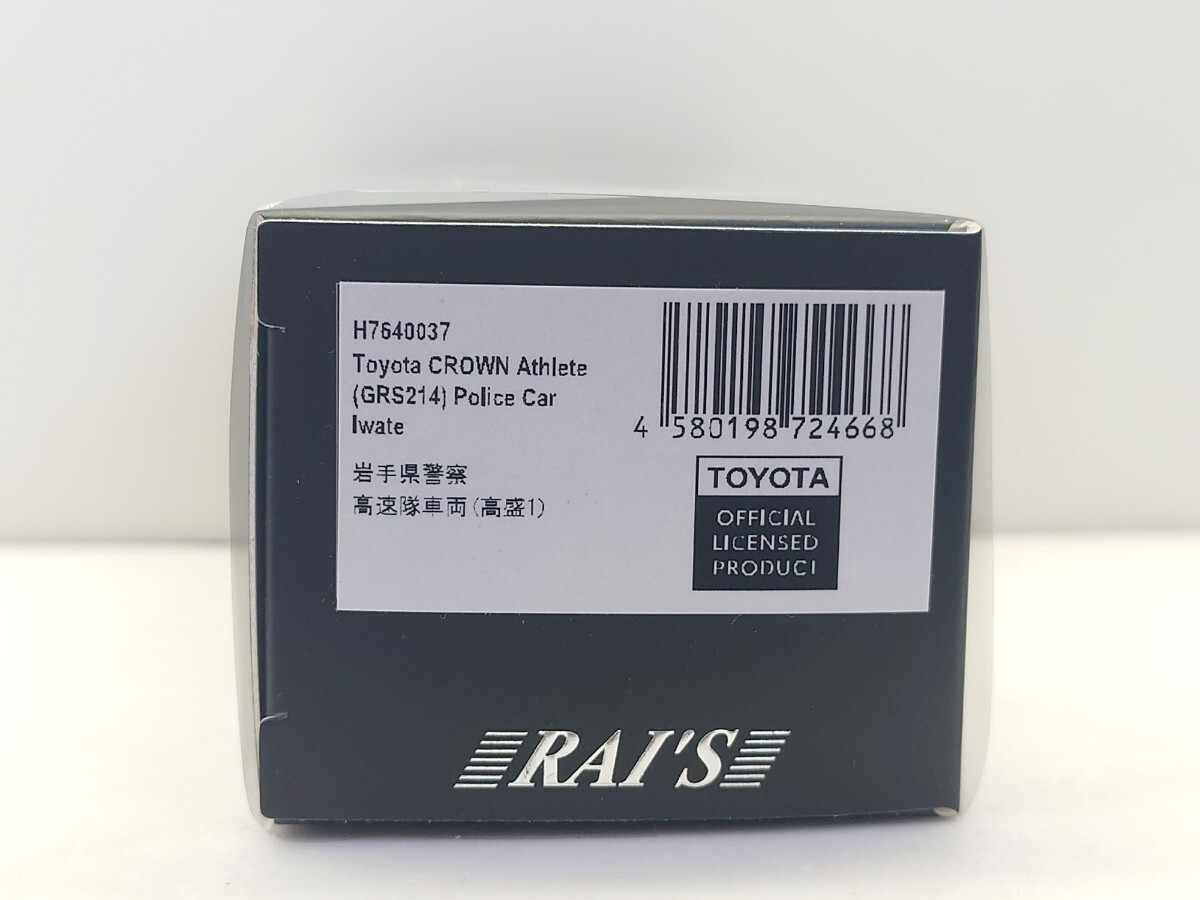 H7640037
Toyota CROWN Athlete
(GRS214) Police Car
Iwate
岩手県警察
高速隊車両(高盛1)
4 580198 724668
TOYOTA
OFFICIAL
LICENSED
PRODUCT
RAI'S